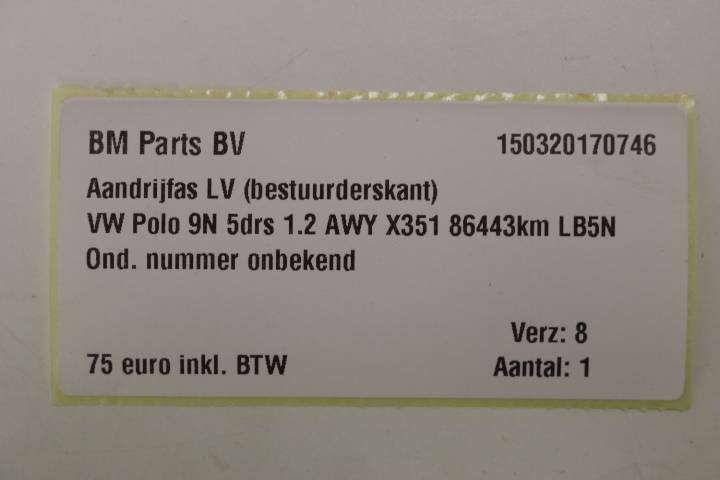 BM Parts BV 150320170746
Aandrijfas LV (bestuurderskant)
VW Polo 9N 5drs 1.2 AWY X351 86443km LB5N
Ond. nummer onbekend
Verz: 8
75 euro inkl. BTW Aantal: 1